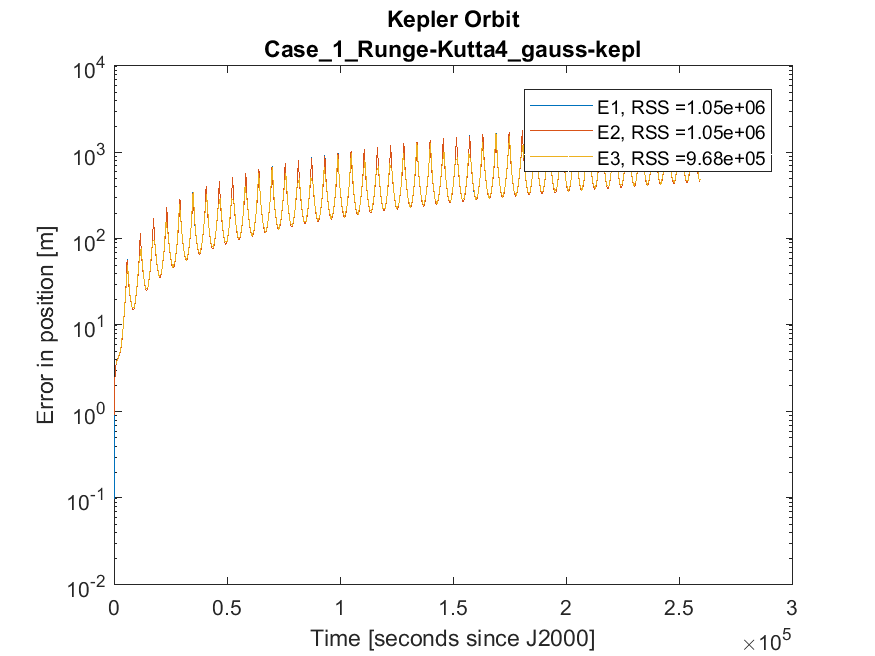 Kepler Orbit
Case_1_Runge-Kutta4_gauss-kepl
10^4
10^3
10^2
10^1
10^0
10^-1
10^-2
Error in position [m]
E1, RSS =1.05e+06
E2, RSS =1.05e+06
E3, RSS =9.68e+05
0 0.5 1 1.5 2 2.5 3
Time [seconds since J2000]
×10^5